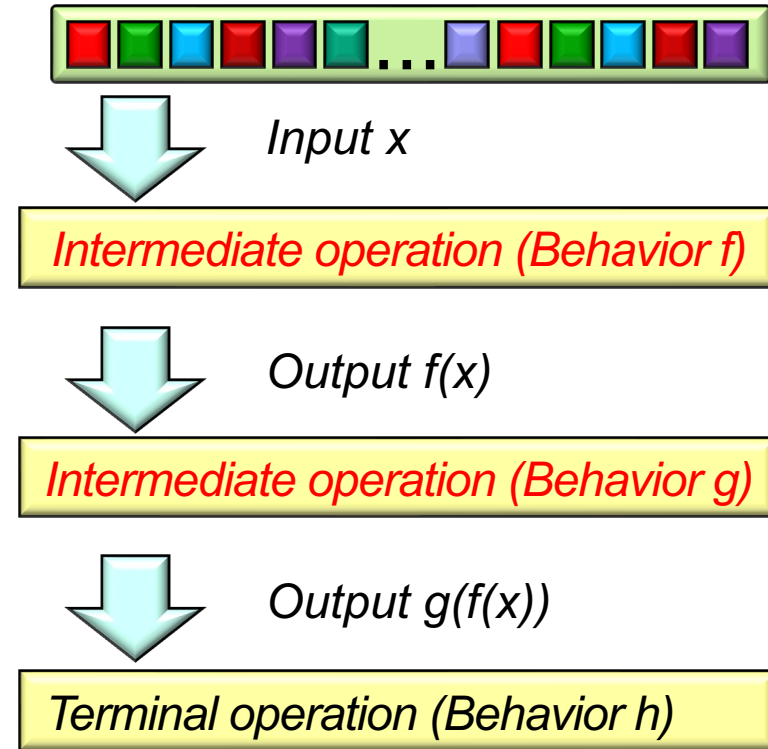 ...
Input x
Intermediate operation (Behavior f)
Output f(x)
Intermediate operation (Behavior g)
Output g(f(x))
Terminal operation (Behavior h)